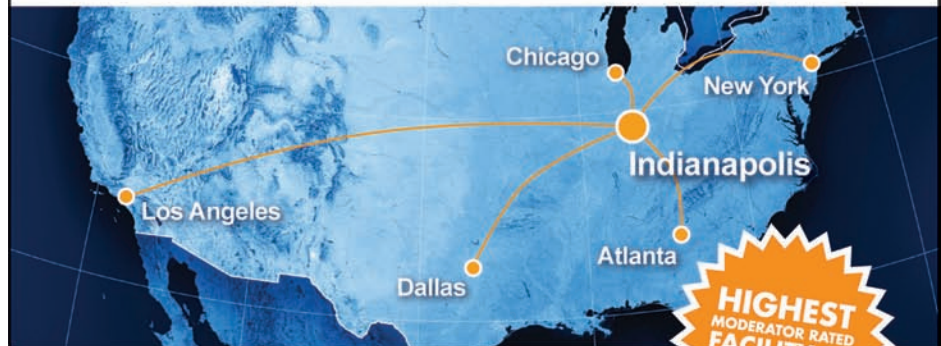 Chicago
New York
Indianapolis
Los Angeles
Atlanta
Dallas
HIGHEST
MODERATOR RATED